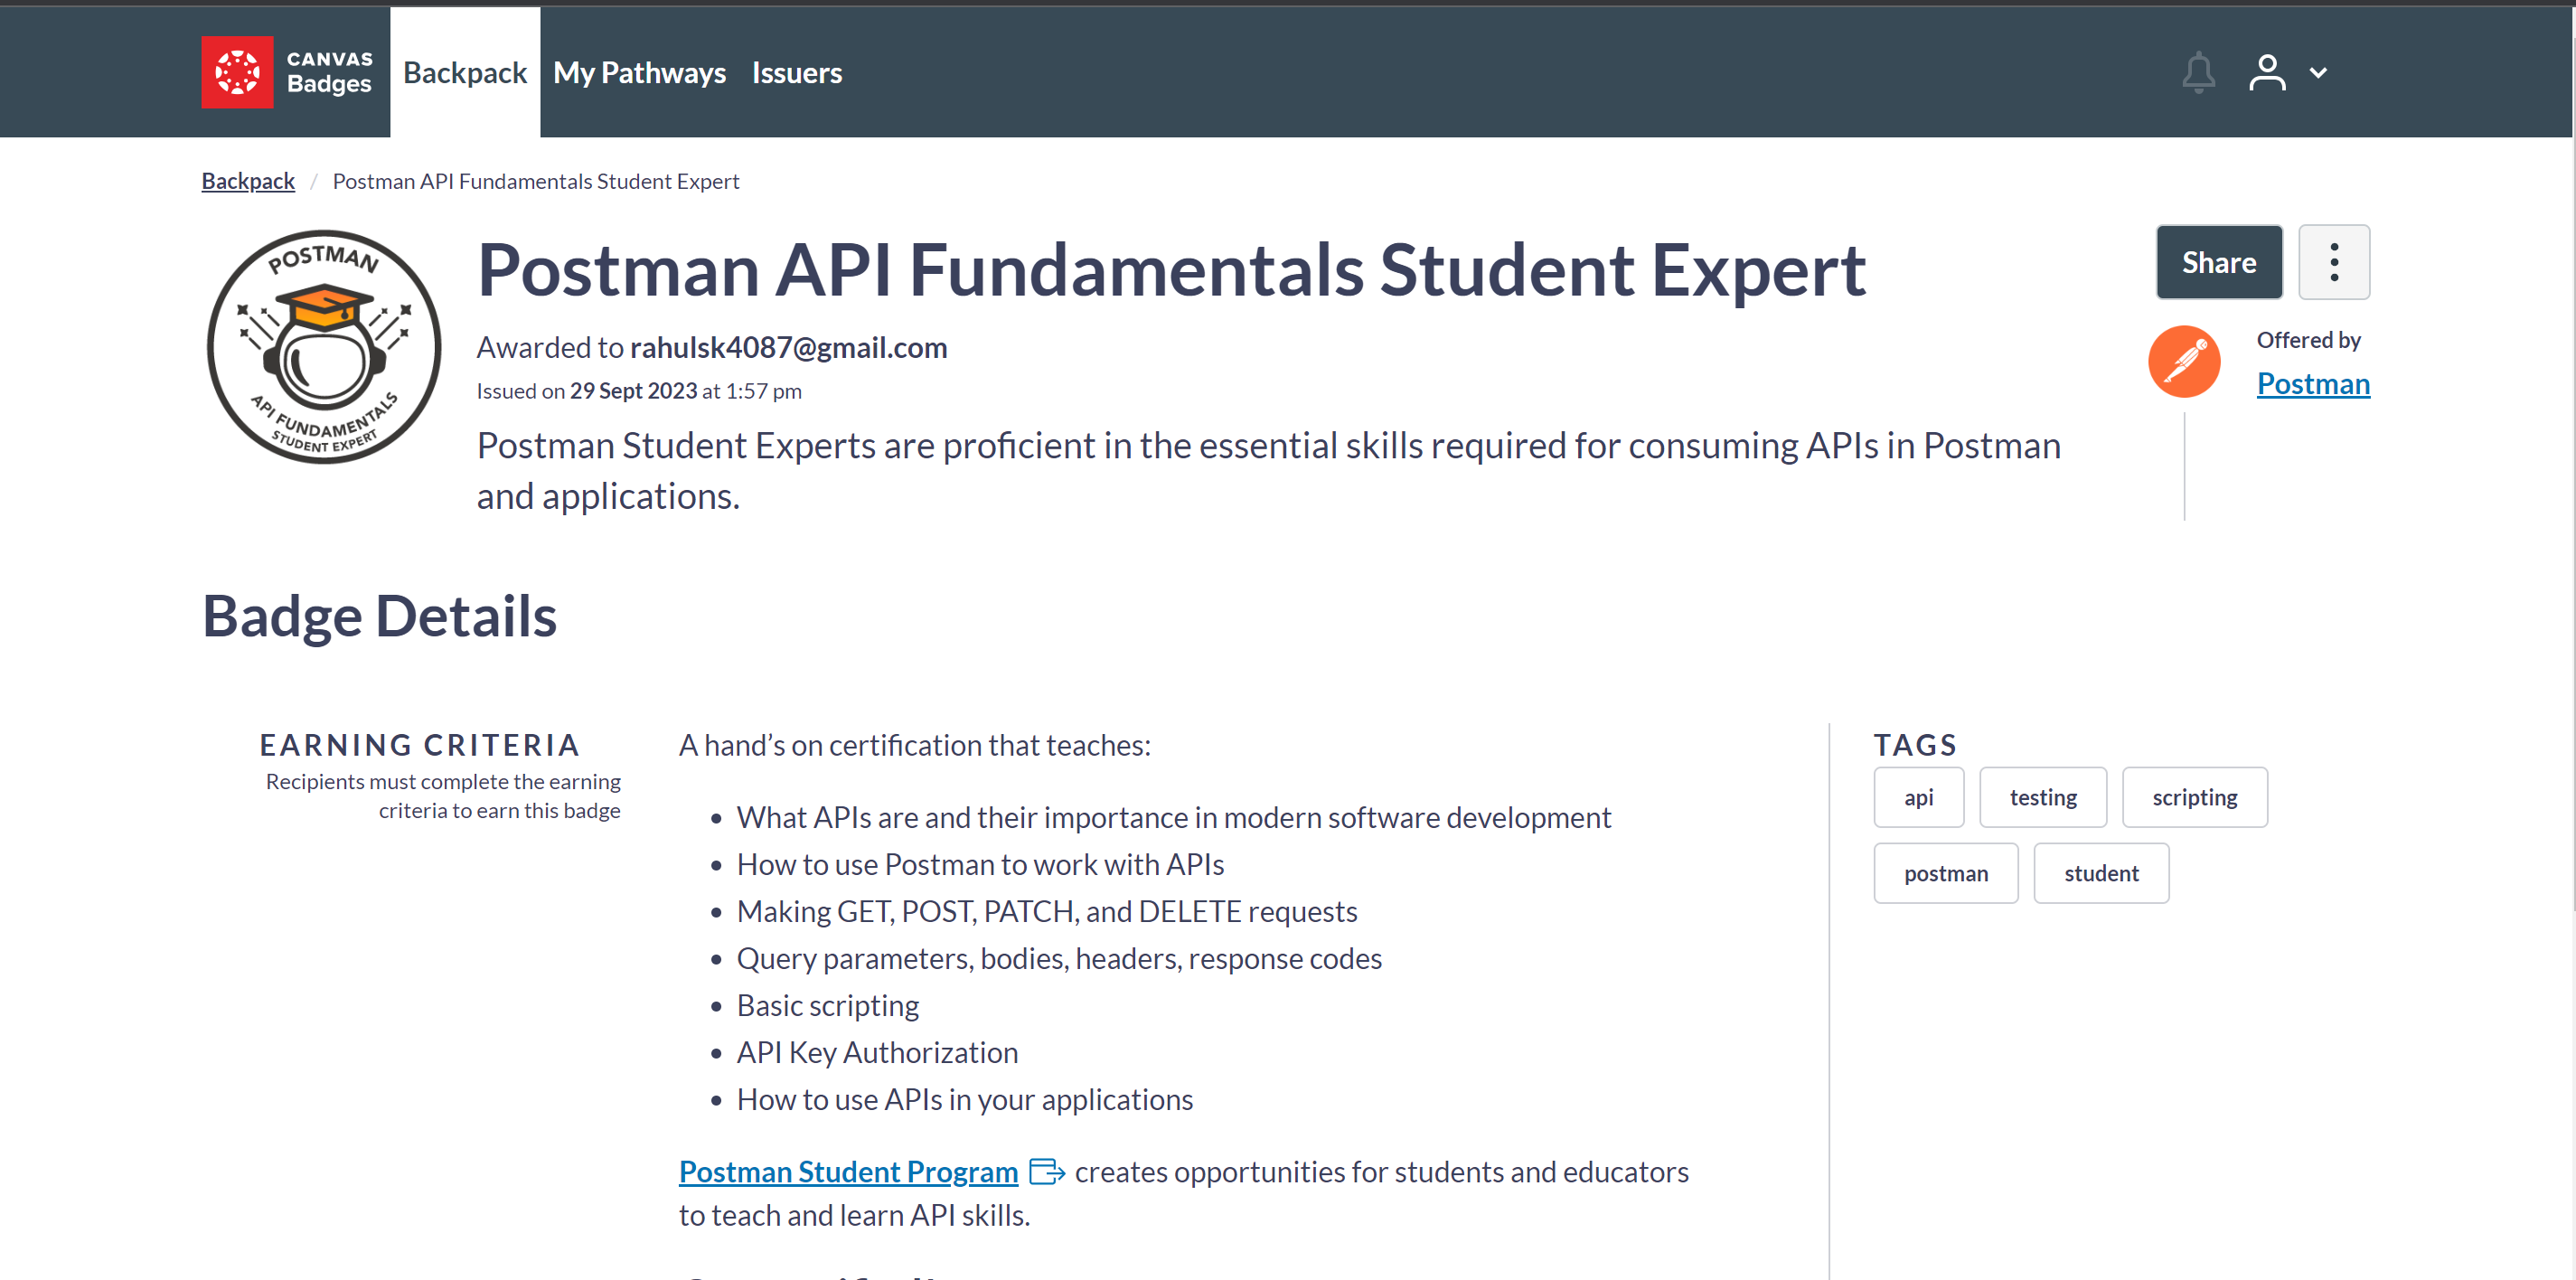 CANVAS
Badges
Backpack
My Pathways
Issuers
Backpack / Postman API Fundamentals Student Expert
POSTMAN
API FUNDAMENTALS
STUDENT EXPERT
Postman API Fundamentals Student Expert
Awarded to rahulsk4087@gmail.com
Issued on 29 Sept 2023 at 1:57 pm
Postman Student Experts are proficient in the essential skills required for consuming APIs in Postman
and applications.
Share
Offered by
Postman
Badge Details
EARNING CRITERIA
Recipients must complete the earning
criteria to earn this badge
A hand’s on certification that teaches:
• What APIs are and their importance in modern software development
• How to use Postman to work with APIs
• Making GET, POST, PATCH, and DELETE requests
• Query parameters, bodies, headers, response codes
• Basic scripting
• API Key Authorization
• How to use APIs in your applications
Postman Student Program creates opportunities for students and educators
to teach and learn API skills.
TAGS
api
testing
scripting
postman
student